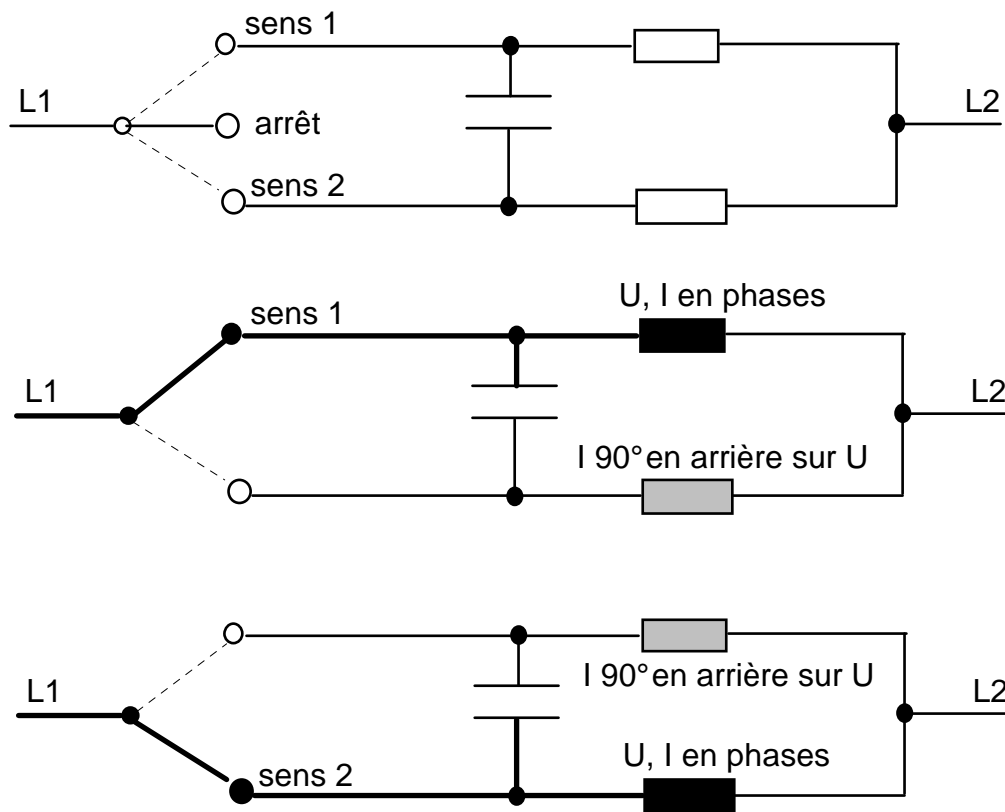 sens 1
L1
arrêt
L2
sens 2
U, I en phases
sens 1
L1
L2
I 90° en arrière sur U
I 90° en arrière sur U
L1
L2
sens 2
U, I en phases